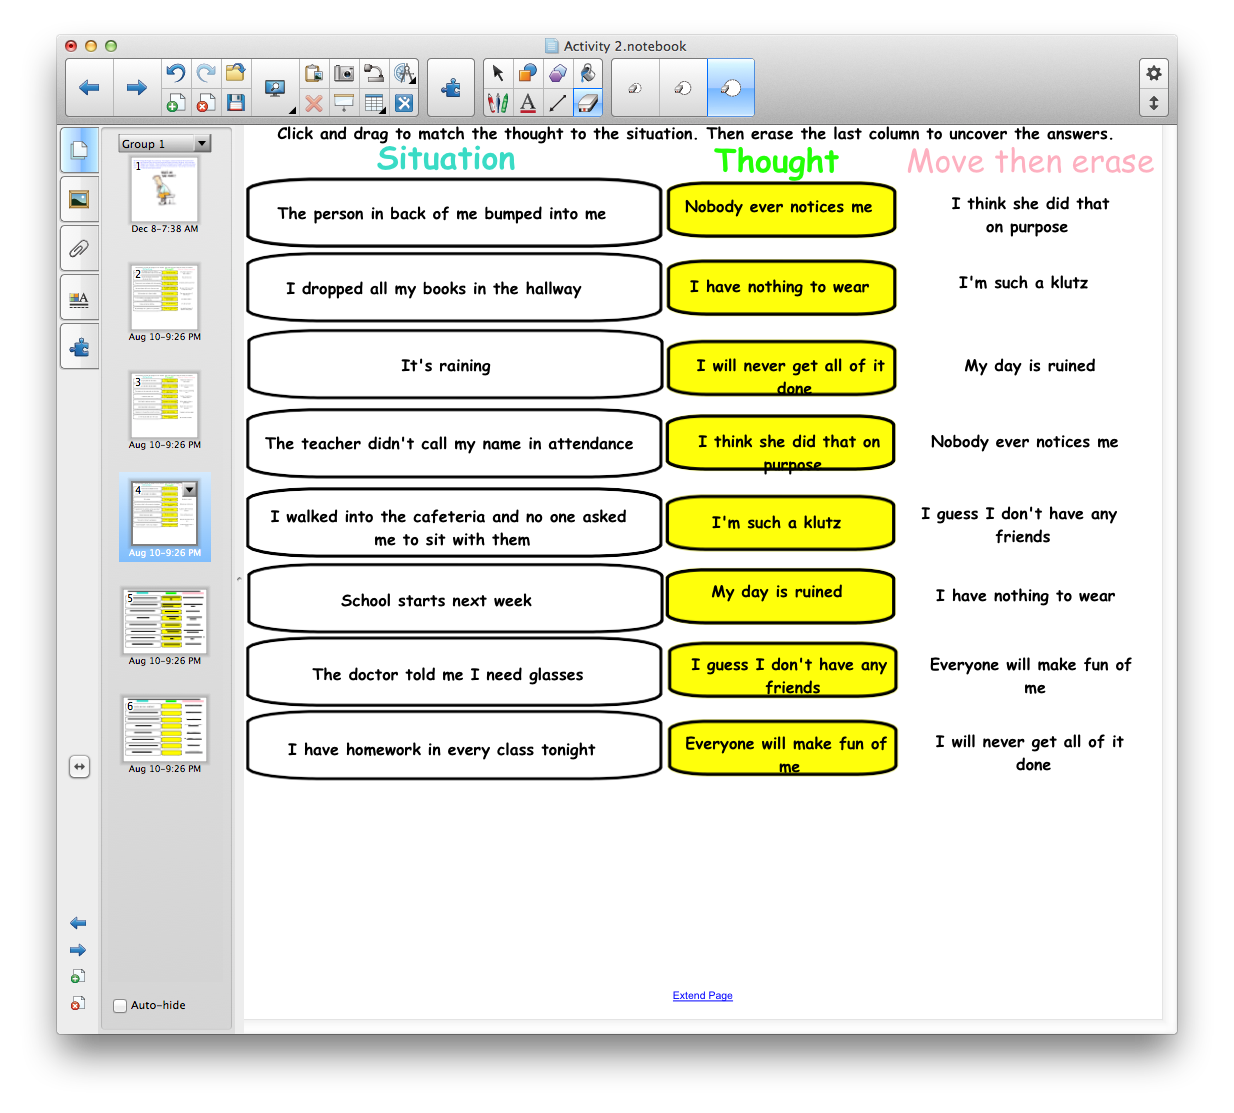 Activity 2.notebook
Group 1
1
Dec 8-7:38 AM
2
Aug 10-9:26 PM
3
Aug 10-9:26 PM
4
Aug 10-9:26 PM
5
Aug 10-9:26 PM
6
Aug 10-9:26 PM
Auto-hide
Click and drag to match the thought to the situation. Then erase the last column to uncover the answers.
Situation
Thought
Move then erase
The person in back of me bumped into me
Nobody ever notices me
I think she did that
on purpose
I dropped all my books in the hallway
I have nothing to wear
I'm such a klutz
It's raining
I will never get all of it
done
My day is ruined
The teacher didn't call my name in attendance
I think she did that on
purpose
Nobody ever notices me
I walked into the cafeteria and no one asked
me to sit with them
I'm such a klutz
I guess I don't have any
friends
School starts next week
My day is ruined
I have nothing to wear
The doctor told me I need glasses
I guess I don't have any
friends
Everyone will make fun of
me
I have homework in every class tonight
Everyone will make fun of
me
I will never get all of it
done
Extend Page